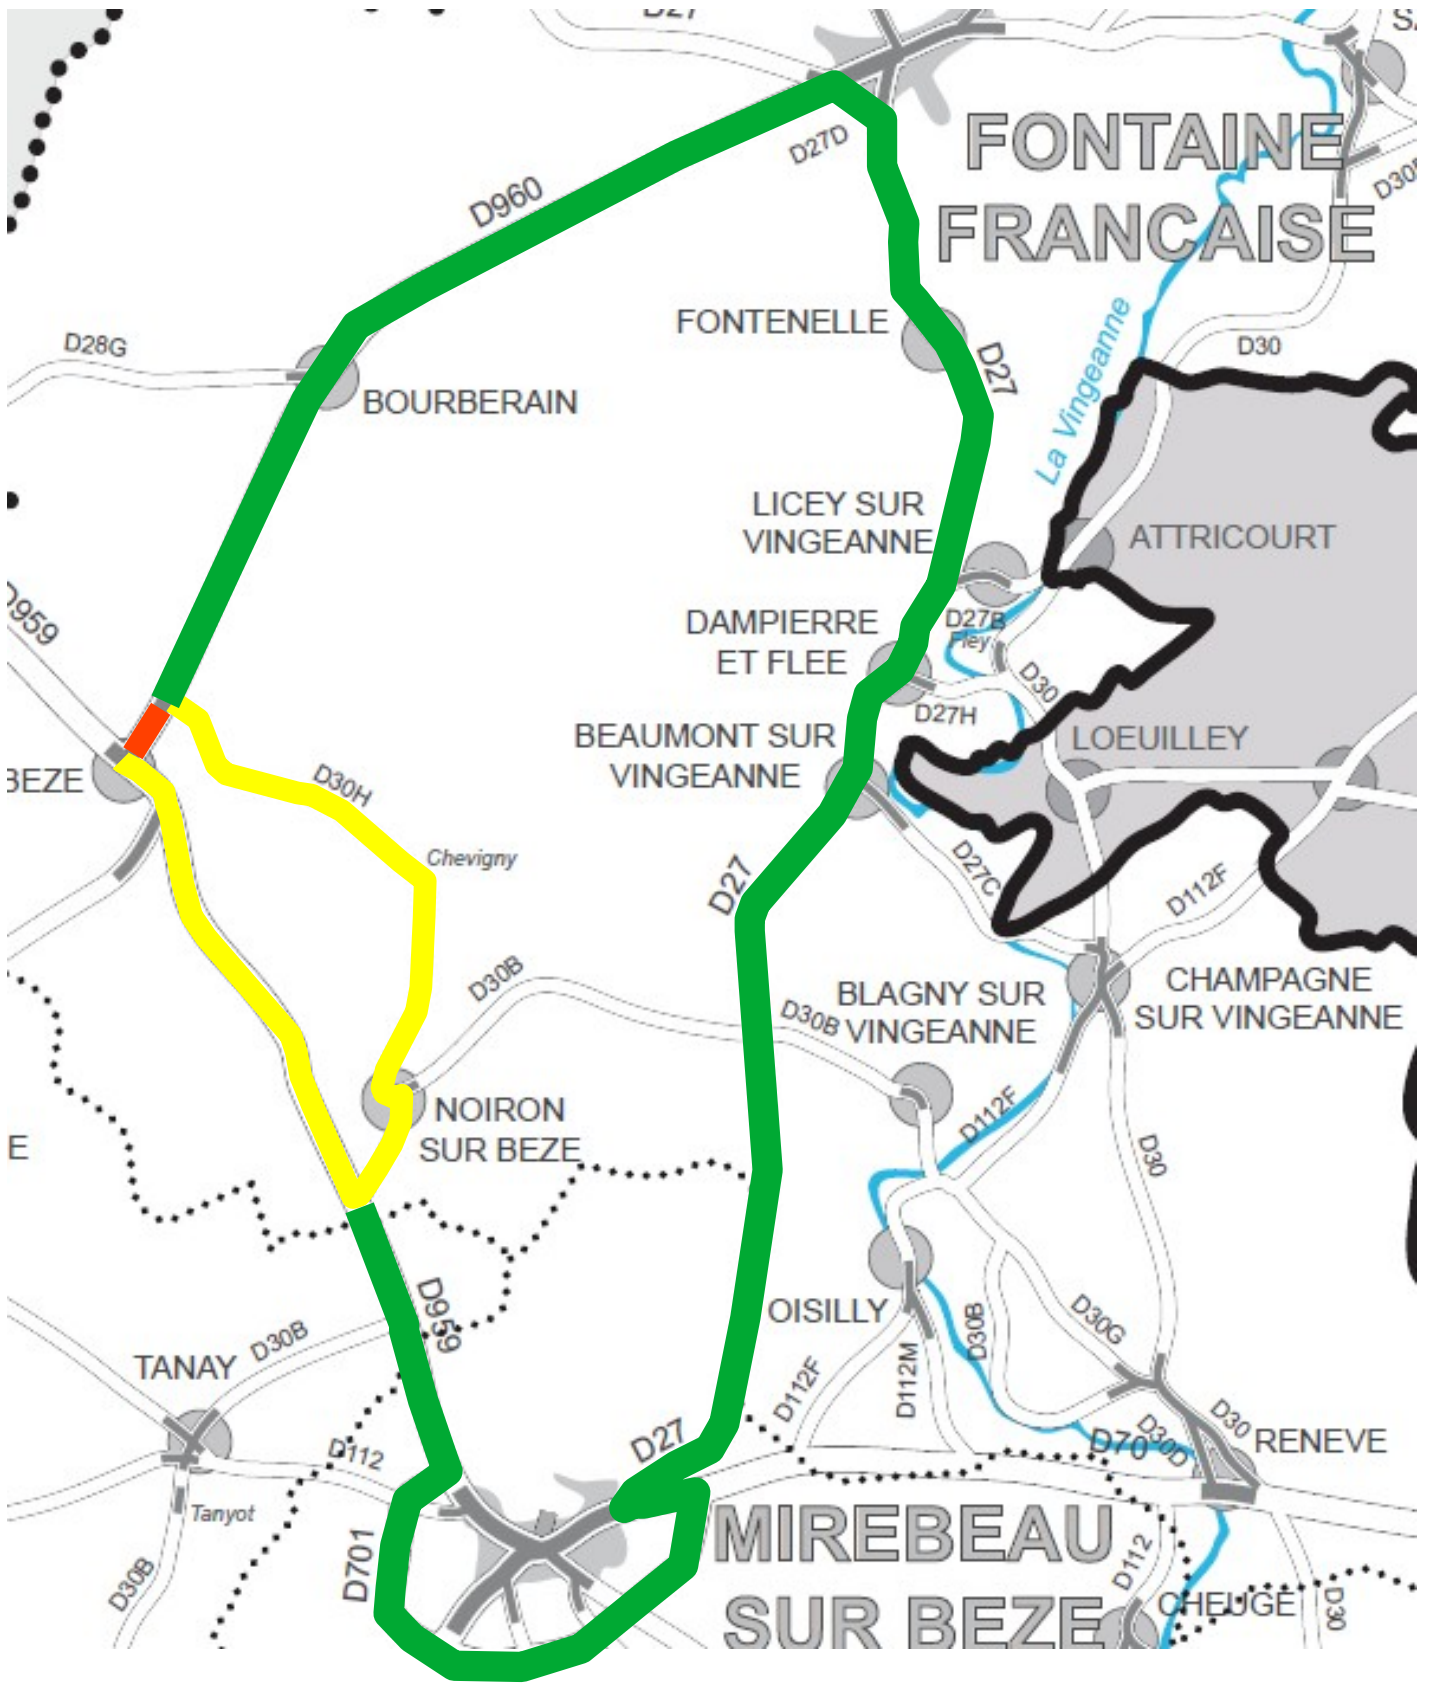 D27
D27D
FONTAINE
FRANCAISE
D960
La Vingeanne
FONTENELLE
D27
D30
D28G
BOURBERAIN
LICEY SUR
VINGEANNE
ATTRICOURT
D959
D27B
Fley
DAMPIERRE
ET FLEE
D30
D27H
BEAUMONT SUR
VINGEANNE
LOEUILLEY
BEZE
D30H
Chevigny
D27
D27C
D112F
D30B
D30B
BLAGNY SUR
VINGEANNE
CHAMPAGNE
SUR VINGEANNE
NOIRON
SUR BEZE
D112F
E
D30
D959
OISILLY
D30B
D30G
TANAY
D30B
D112F
D112M
D112
D27
D70
D30D
D30
RENEVE
Tanyot
D701
MIREBEAU
SUR BEZE
D30B
D112
CHEUGE
D30